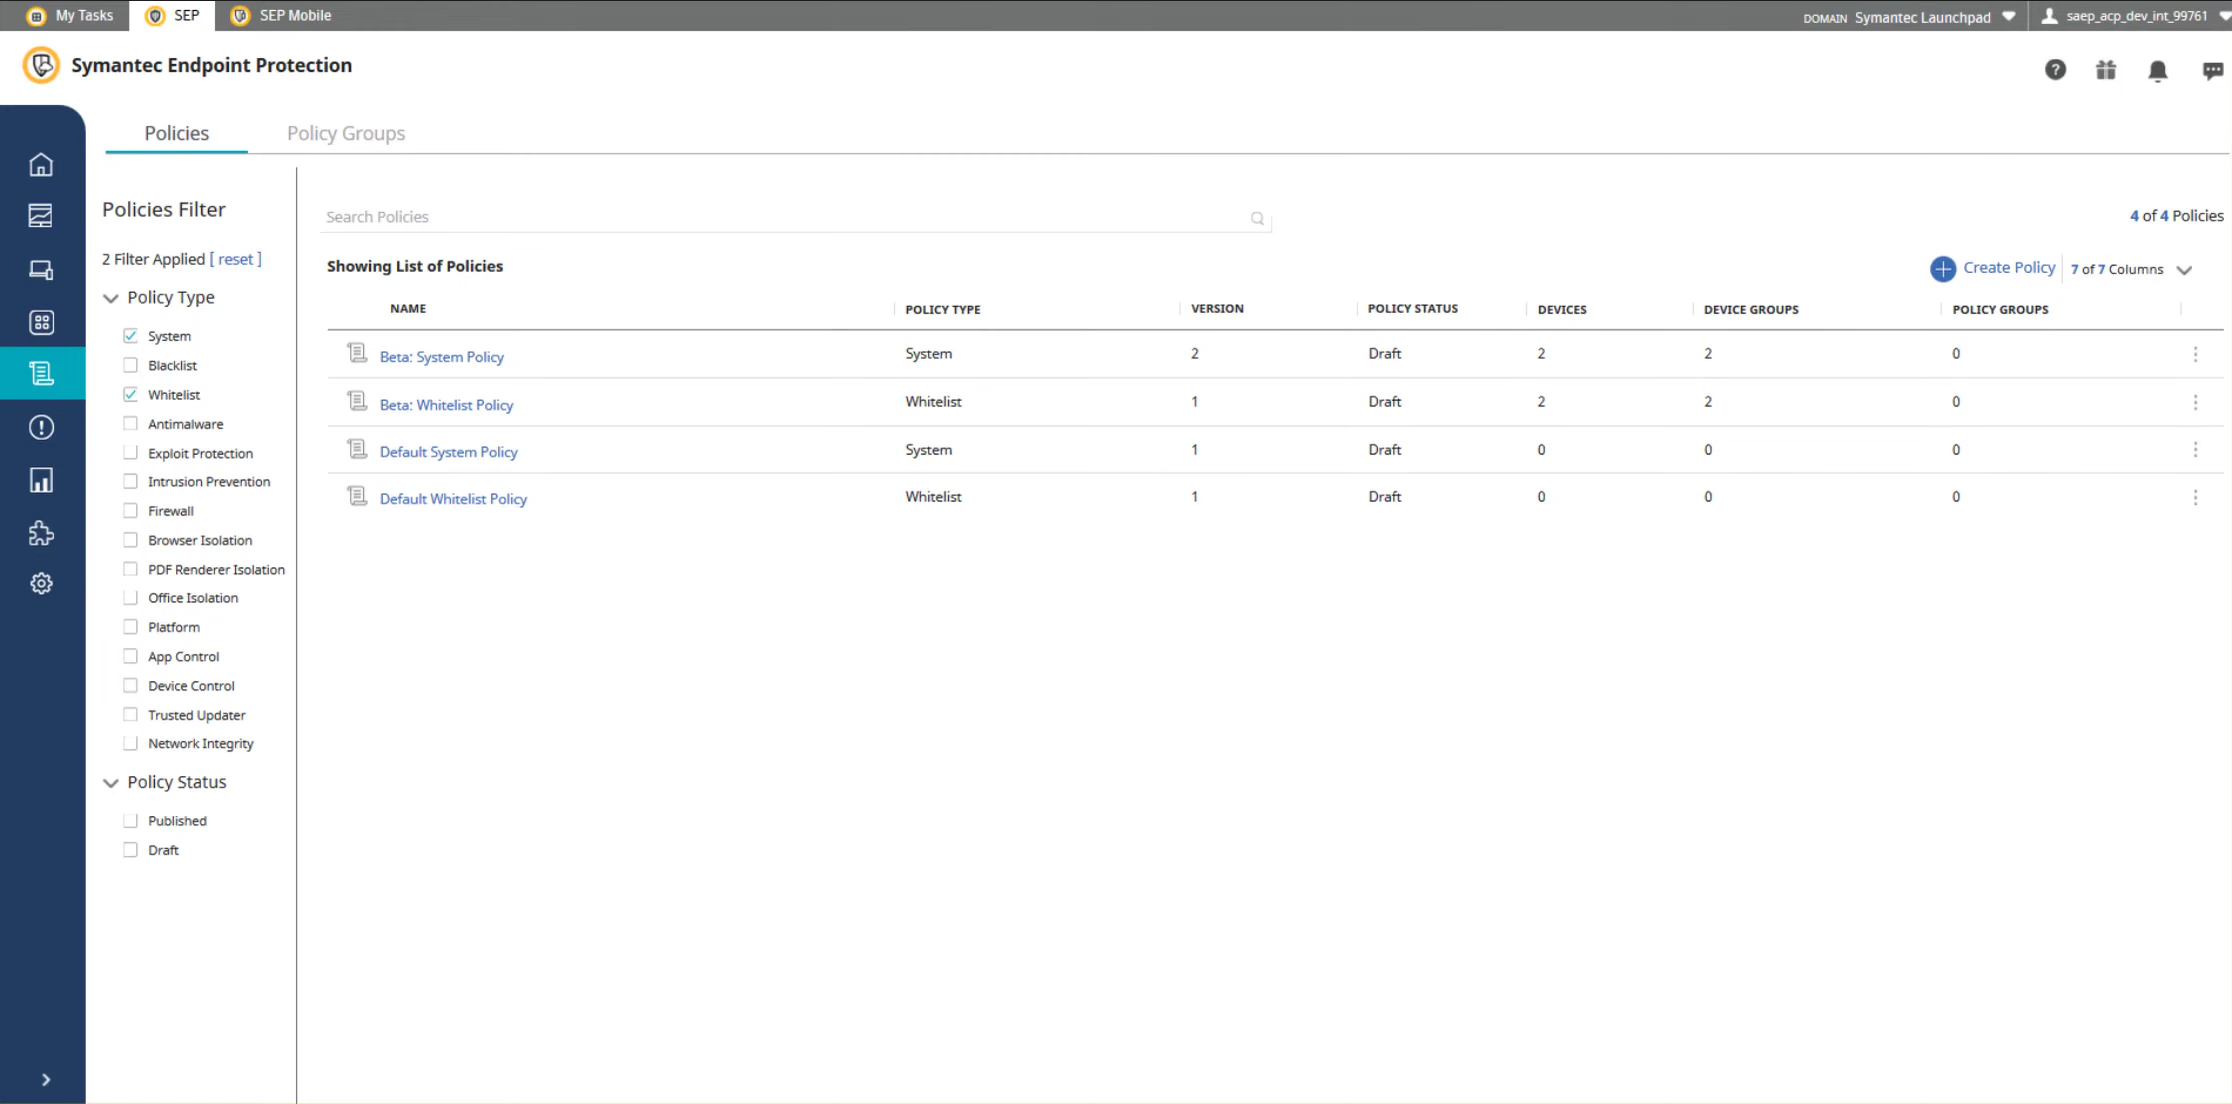 My Tasks SEP SEP Mobile DOMAIN Symantec Launchpad saep_acp_dev_int_99761
Symantec Endpoint Protection
Policies Policy Groups
Policies Filter
2 Filter Applied [ reset ]
Policy Type
System
Blacklist
Whitelist
Antimalware
Exploit Protection
Intrusion Prevention
Firewall
Browser Isolation
PDF Renderer Isolation
Office Isolation
Platform
App Control
Device Control
Trusted Updater
Network Integrity
Policy Status
Published
Draft
Search Policies 4 of 4 Policies
Showing List of Policies Create Policy 7 of 7 Columns
NAME POLICY TYPE VERSION POLICY STATUS DEVICES DEVICE GROUPS POLICY GROUPS
Beta: System Policy System 2 Draft 2 2 0
Beta: Whitelist Policy Whitelist 1 Draft 2 2 0
Default System Policy System 1 Draft 0 0 0
Default Whitelist Policy Whitelist 1 Draft 0 0 0